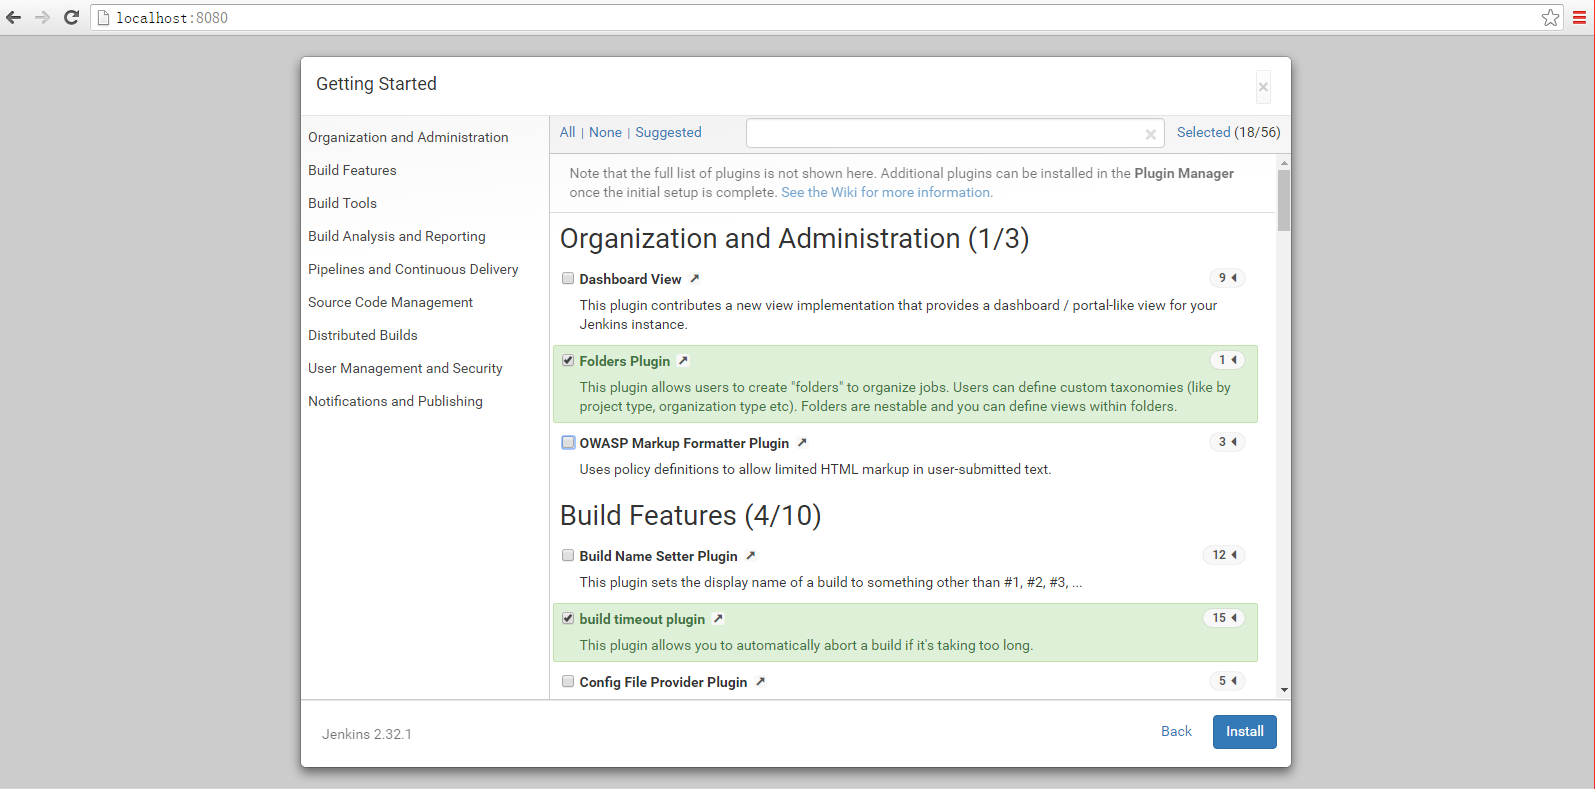 localhost:8080
Getting Started
×
Organization and Administration
Build Features
Build Tools
Build Analysis and Reporting
Pipelines and Continuous Delivery
Source Code Management
Distributed Builds
User Management and Security
Notifications and Publishing
All | None | Suggested
×
Selected (18/56)
Note that the full list of plugins is not shown here. Additional plugins can be installed in the Plugin Manager
once the initial setup is complete. See the Wiki for more information.
Organization and Administration (1/3)
Dashboard View 9
This plugin contributes a new view implementation that provides a dashboard / portal-like view for your
Jenkins instance.
Folders Plugin 1
This plugin allows users to create "folders" to organize jobs. Users can define custom taxonomies (like by
project type, organization type etc). Folders are nestable and you can define views within folders.
OWASP Markup Formatter Plugin 3
Uses policy definitions to allow limited HTML markup in user-submitted text.
Build Features (4/10)
Build Name Setter Plugin 12
This plugin sets the display name of a build to something other than #1, #2, #3, ...
build timeout plugin 15
This plugin allows you to automatically abort a build if it's taking too long.
Config File Provider Plugin 5
Jenkins 2.32.1
Back
Install